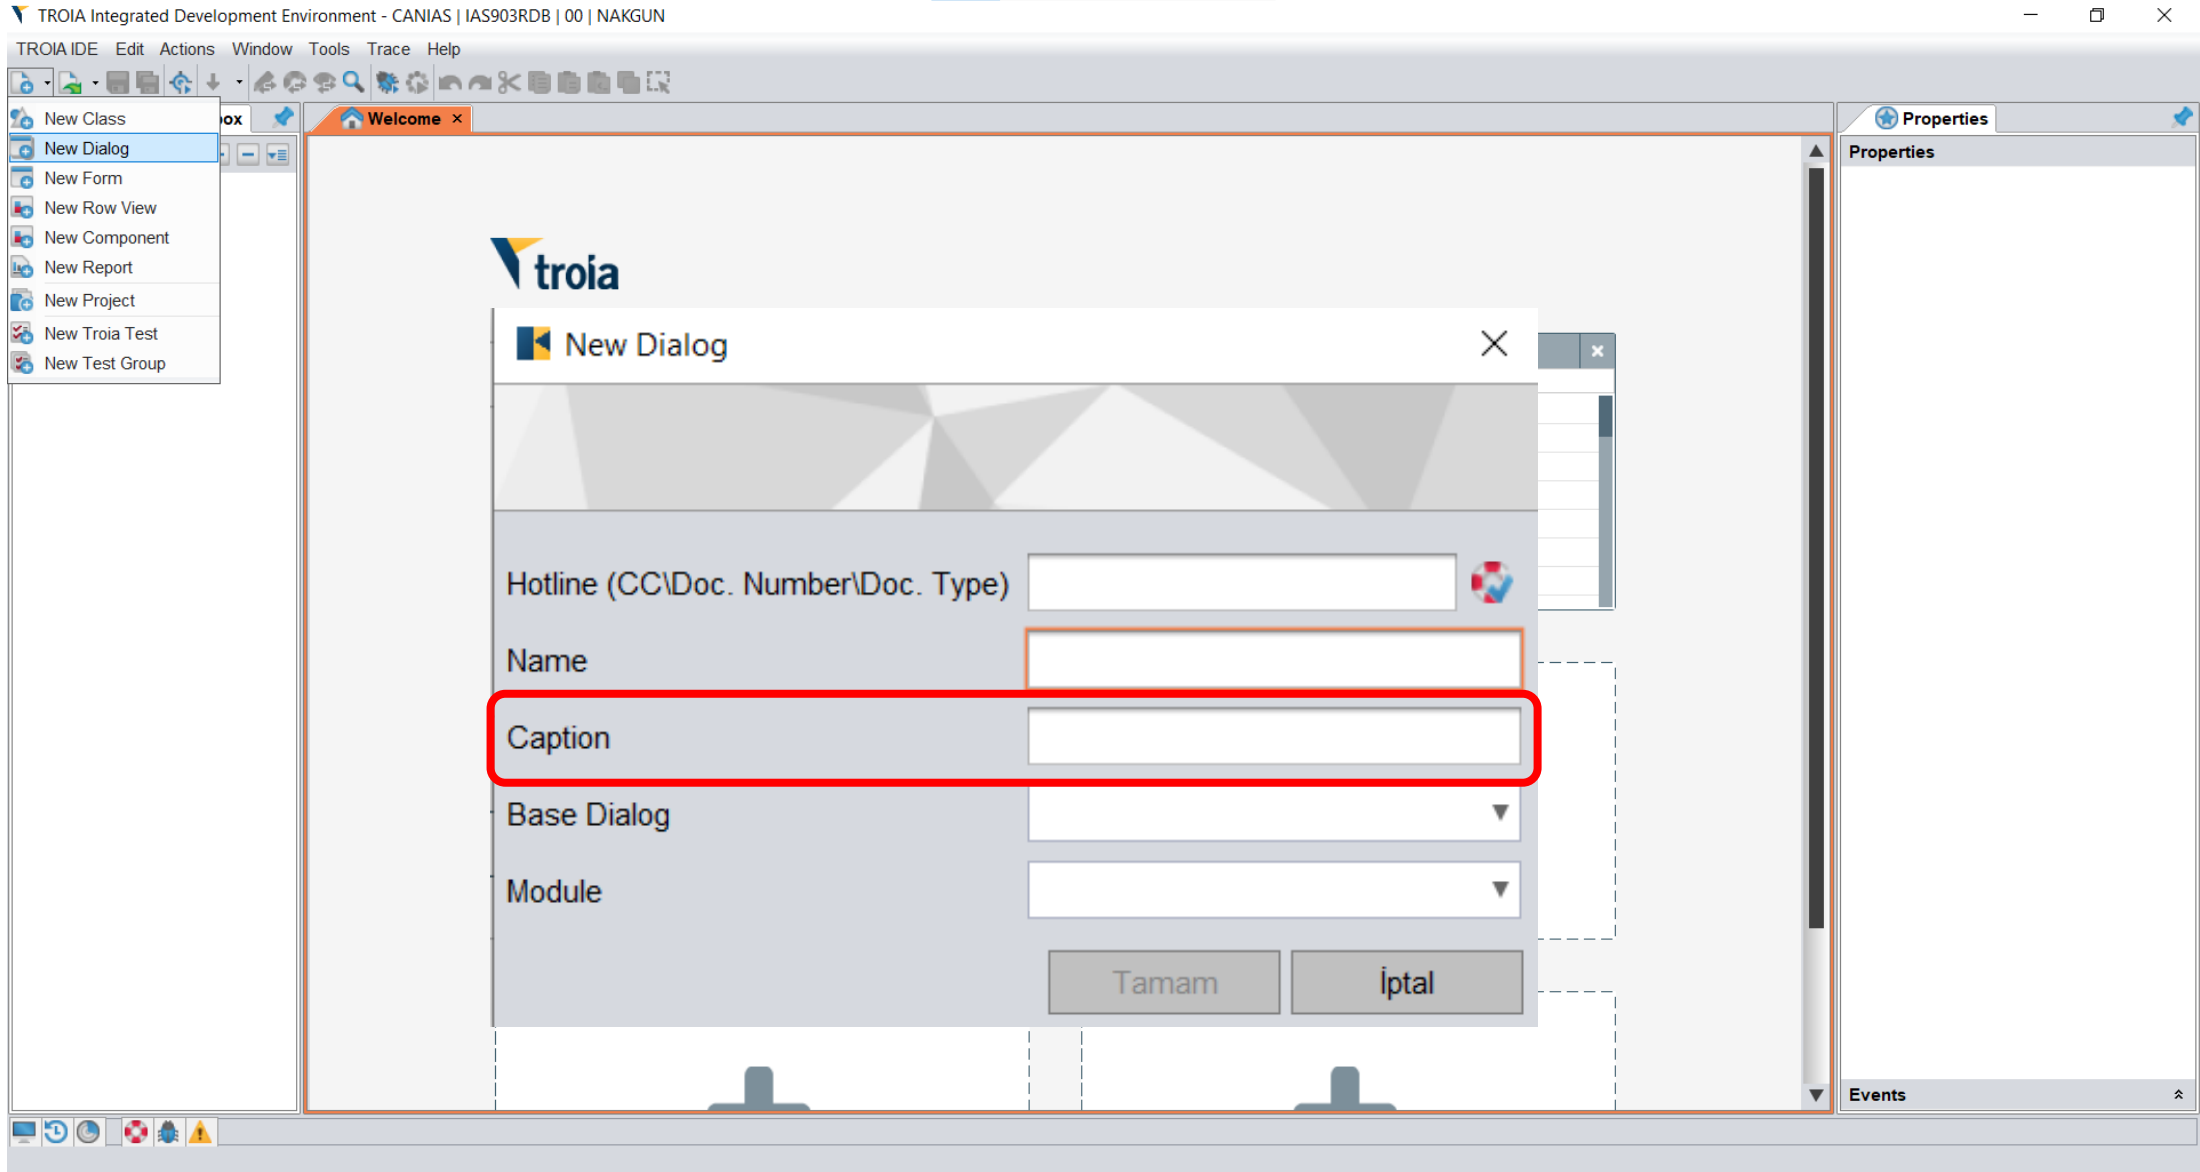 TROIA Integrated Development Environment - CANIAS | IAS903RDB | 00 | NAKGUN
TROIA IDE Edit Actions Window Tools Trace Help
New Class
New Dialog
New Form
New Row View
New Component
New Report
New Project
New Troia Test
New Test Group
Welcome
Properties
Properties
troia
New Dialog
Hotline (CC\Doc. Number\Doc. Type)
Name
Caption
Base Dialog
Module
Tamam İptal
Events